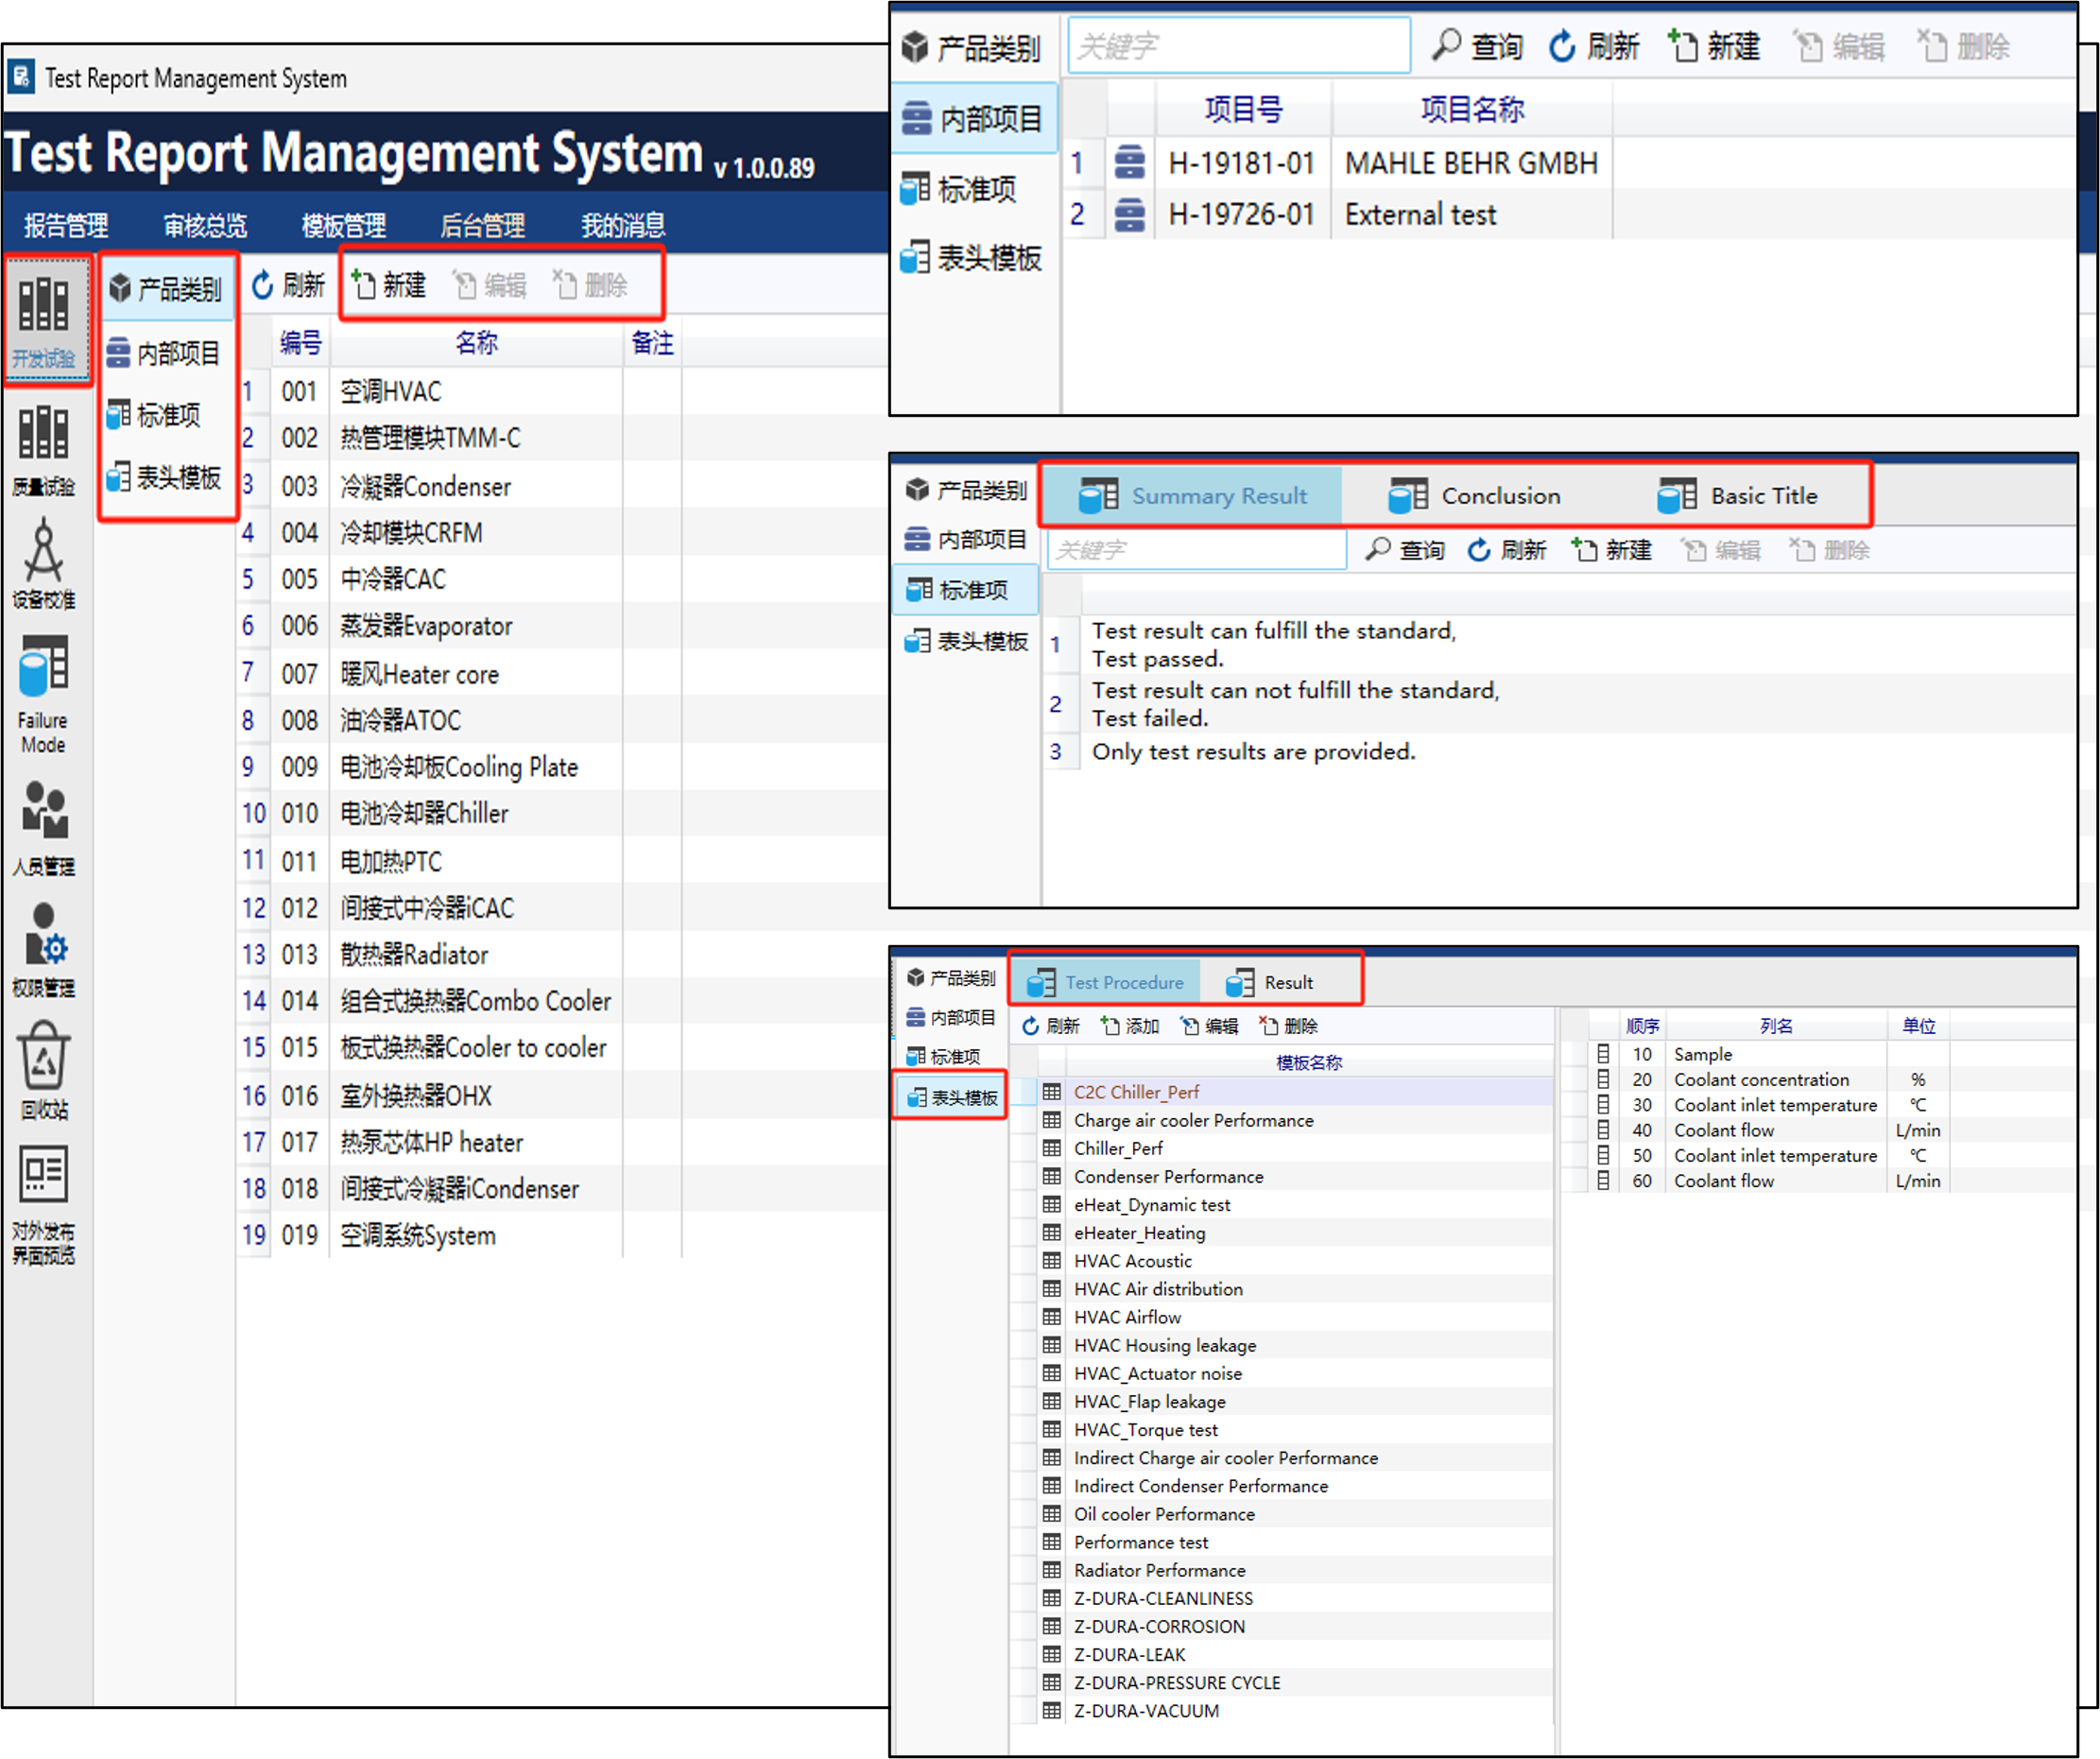 Test Report Management System
Test Report Management System v 1.0.0.89
报告管理 审核总览 模板管理 后台管理 我的消息
开发试验
质量试验
设备校准
Failure
Mode
人员管理
权限管理
回收站
对外发布
界面预览
产品类别
内部项目
标准项
表头模板
刷新 新建 编辑 删除
编号 名称 备注
1 001 空调HVAC
2 002 热管理模块TMM-C
3 003 冷凝器Condenser
4 004 冷却模块CRFM
5 005 中冷器CAC
6 006 蒸发器Evaporator
7 007 暖风Heater core
8 008 油冷器ATOC
9 009 电池冷却板Cooling Plate
10 010 电池冷却器Chiller
11 011 电加热PTC
12 012 间接式中冷器iCAC
13 013 散热器Radiator
14 014 组合式换热器Combo Cooler
15 015 板式换热器Cooler to cooler
16 016 室外换热器OHX
17 017 热泵芯体HP heater
18 018 间接式冷凝器iCondenser
19 019 空调系统System
产品类别
内部项目
标准项
表头模板
关键字 查询 刷新 新建 编辑 删除
项目号 项目名称
1 H-19181-01 MAHLE BEHR GMBH
2 H-19726-01 External test
产品类别
内部项目
标准项
表头模板
Summary Result Conclusion Basic Title
关键字 查询 刷新 新建 编辑 删除
1 Test result can fulfill the standard,
Test passed.
2 Test result can not fulfill the standard,
Test failed.
3 Only test results are provided.
产品类别
内部项目
标准项
表头模板
Test Procedure Result
刷新 添加 编辑 删除
模板名称
C2C Chiller_Perf
Charge air cooler Performance
Chiller_Perf
Condenser Performance
eHeat_Dynamic test
eHeater_Heating
HVAC Acoustic
HVAC Air distribution
HVAC Airflow
HVAC Housing leakage
HVAC_Actuator noise
HVAC_Flap leakage
HVAC_Torque test
Indirect Charge air cooler Performance
Indirect Condenser Performance
Oil cooler Performance
Performance test
Radiator Performance
Z-DURA-CLEANLINESS
Z-DURA-CORROSION
Z-DURA-LEAK
Z-DURA-PRESSURE CYCLE
Z-DURA-VACUUM
顺序 列名 单位
10 Sample
20 Coolant concentration %
30 Coolant inlet temperature ℃
40 Coolant flow L/min
50 Coolant inlet temperature ℃
60 Coolant flow L/min